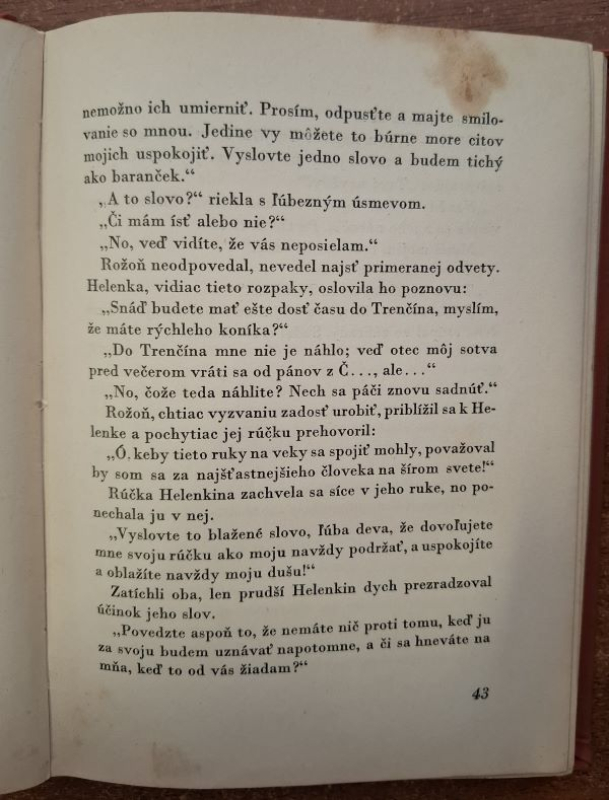 nemožno ich umierniť. Prosím, odpusťte a majte smilo-
vanie so mnou. Jedine vy môžete to búrne more citov
mojich uspokojiť. Vyslovte jedno slovo a budem tichý
ako baranček.“
„A to slovo?“ riekla s ľúbezným úsmevom.
„Či mám ísť alebo nie?“
„No, veď vidíte, že vás neposielam.“
Rožoň neodpovedal, nevedel najsť primeranej odvety.
Helenka, vidiac tieto rozpaky, oslovila ho poznovu:
„Snáď budete mať ešte dosť času do Trenčína, myslím,
že máte rýchleho koníka?“
„Do Trenčína mne nie je náhlo; veď otec môj sotva
pred večerom vráti sa od pánov z Č..., ale...“
„No, čože teda náhlite? Nech sa páči znovu sadnúť.“
Rožoň, chtiac vyzvaniu zadosť urobiť, priblížil sa k He-
lenke a pochytiac jej rúčku prehovoril:
„Ó, keby tieto ruky na veky sa spojiť mohly, považoval
by som sa za najšťastnejšieho človeka na šírom svete!“
Rúčka Helenkina zachvela sa síce v jeho ruke, no po-
nechala ju v nej.
„Vyslovte to blažené slovo, ľúba deva, že dovoľujete
mne svoju rúčku ako moju navždy podržať, a uspokojíte
a oblažíte navždy moju dušu!“
Zatíchli oba, len prudší Helenkin dych prezradzoval
účinok jeho slov.
„Povedzte aspoň to, že nemáte nič proti tomu, keď ju
za svoju budem uznávať napotomne, a či sa hneváte na
mňa, keď to od vás žiadam?“
43